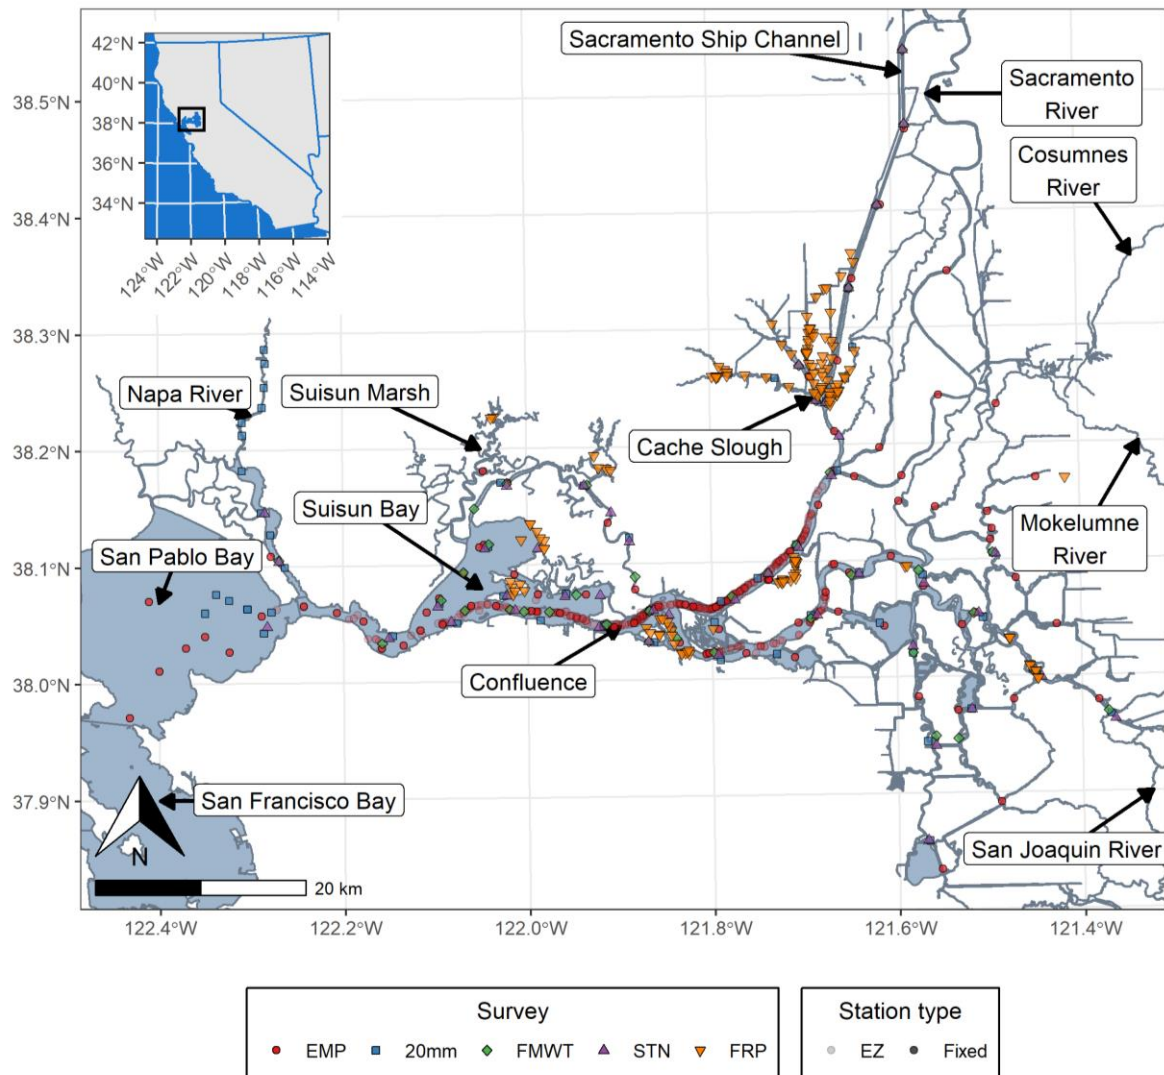 42°N
40°N
38°N
36°N
34°N
124°W
122°W
120°W
118°W
116°W
114°W
38.5°N
38.4°N
38.3°N
38.2°N
38.1°N
38.0°N
37.9°N
Sacramento Ship Channel
Sacramento
River
Cosumnes
River
Napa River
Suisun Marsh
Cache Slough
Suisun Bay
San Pablo Bay
Mokelumne
River
Confluence
San Francisco Bay
San Joaquin River
N
20 km
122.4°W
122.2°W
122.0°W
121.8°W
121.6°W
121.4°W
Survey
EMP
20mm
FMWT
STN
FRP
Station type
EZ
Fixed